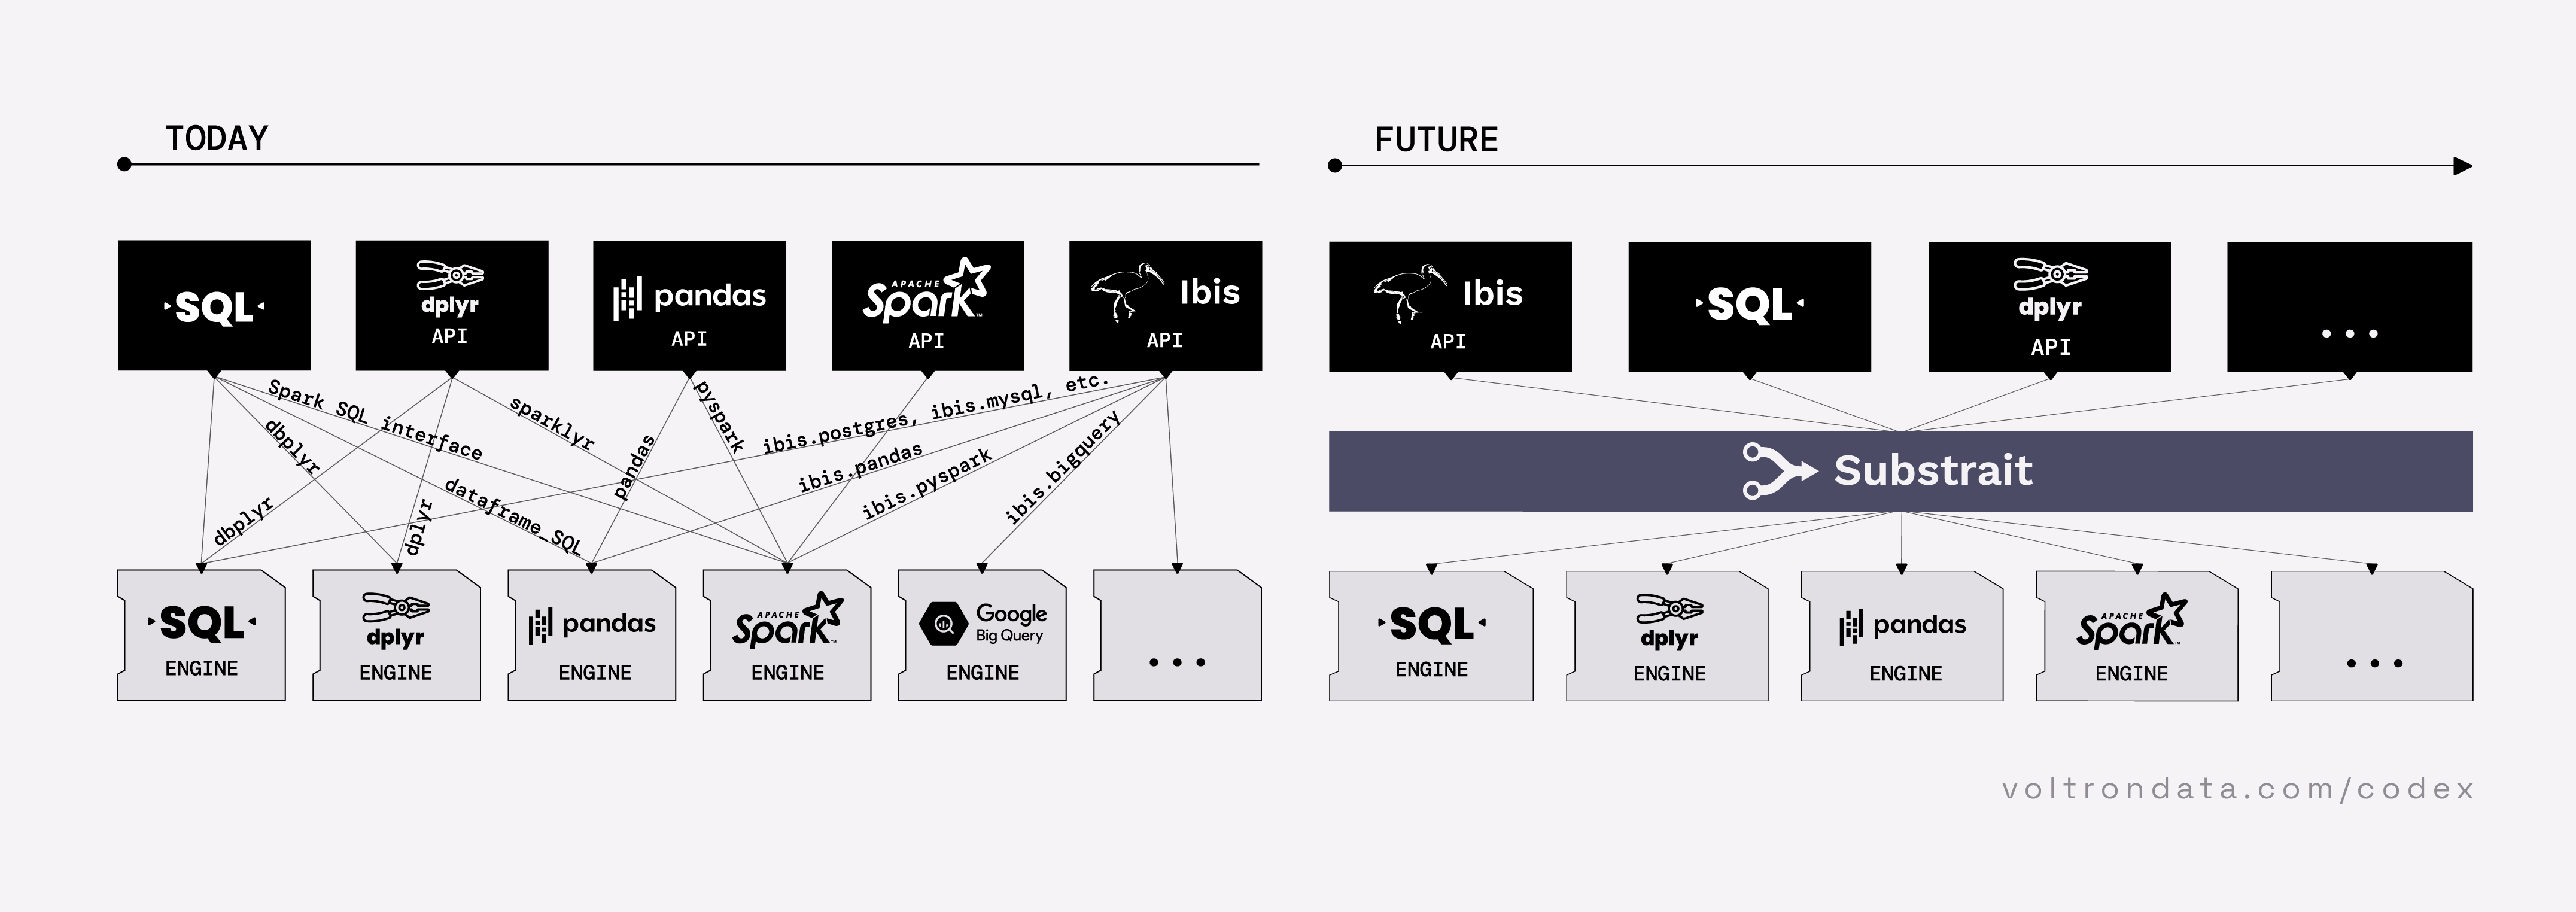 TODAY
SQL
dplyr
API
pandas
API
APACHE
Spark™
API
Ibis
API
Spark SQL interface
dbplyr
dbplyr
dplyr
dataframe_SQL
sparklyr
pandas
pyspark
ibis.postgres, ibis.mysql, etc.
ibis.pandas
ibis.pyspark
ibis.bigquery
SQL
ENGINE
dplyr
ENGINE
pandas
ENGINE
APACHE
Spark™
ENGINE
Google
Big Query
ENGINE
...
FUTURE
Ibis
API
SQL
dplyr
API
...
Substrait
SQL
ENGINE
dplyr
ENGINE
pandas
ENGINE
APACHE
Spark™
ENGINE
...
voltrondata.com/codex